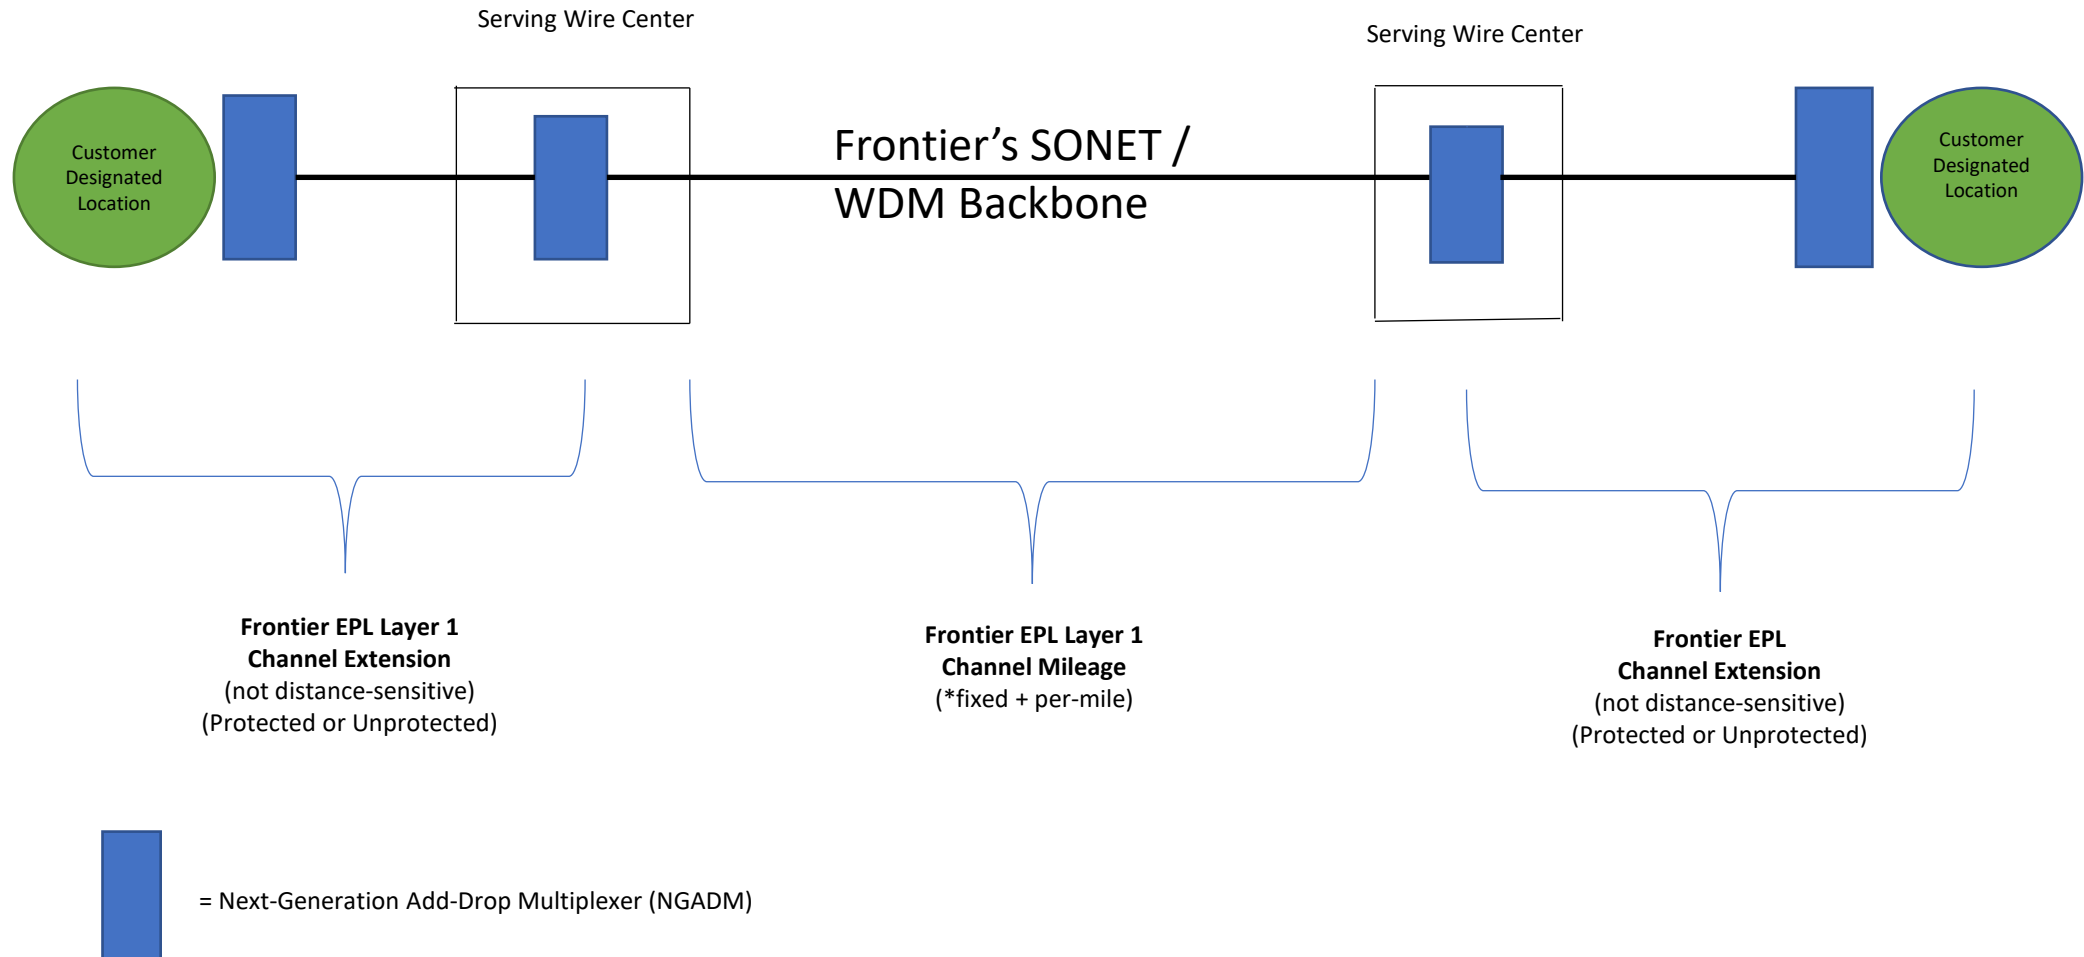 Serving Wire Center
Serving Wire Center
Customer
Designated
Location
Frontier’s SONET /
WDM Backbone
Customer
Designated
Location
Frontier EPL Layer 1
Channel Extension
(not distance-sensitive)
(Protected or Unprotected)
Frontier EPL Layer 1
Channel Mileage
(*fixed + per-mile)
Frontier EPL
Channel Extension
(not distance-sensitive)
(Protected or Unprotected)
= Next-Generation Add-Drop Multiplexer (NGADM)